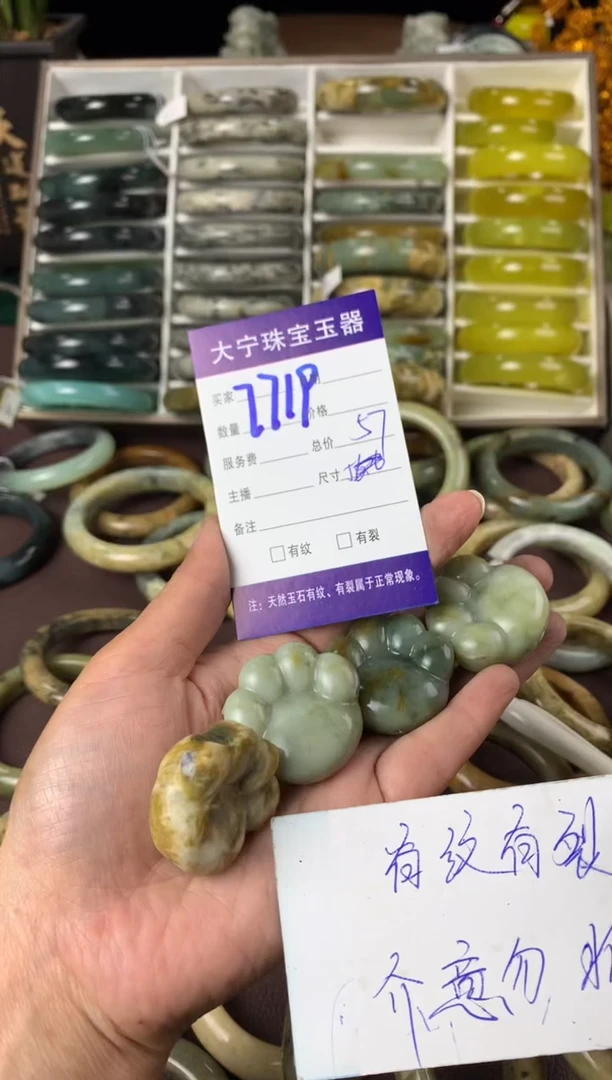 大宁珠宝玉器
买家
7719
数量 价格
服务费 总价 57
主播 尺寸
备注
□有纹 □有裂
注：天然玉石有纹、有裂属于正常现象。
有纹有裂
介意勿